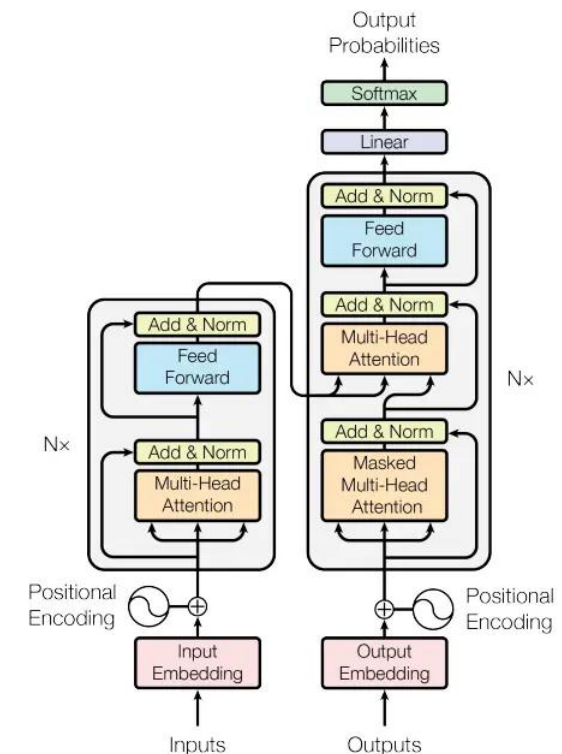 Output
Probabilities
Softmax
Linear
Add & Norm
Feed
Forward
Add & Norm
Multi-Head
Attention
Add & Norm
Masked
Multi-Head
Attention
N×
Add & Norm
Feed
Forward
Add & Norm
Multi-Head
Attention
N×
Positional
Encoding
Positional
Encoding
Input
Embedding
Output
Embedding
Inputs
Outputs